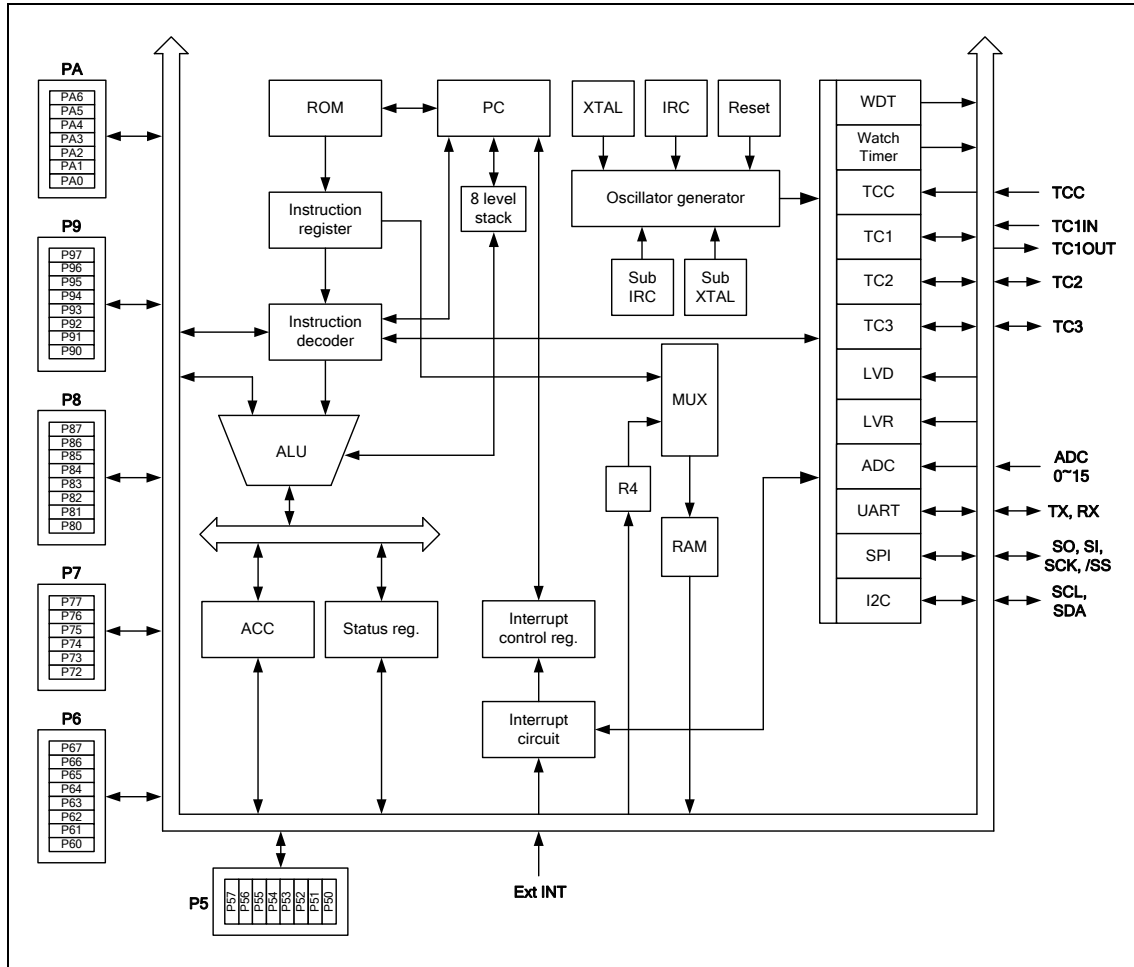 PA
PA6
PA5
PA4
PA3
PA2
PA1
PA0
P9
P97
P96
P95
P94
P93
P92
P91
P90
P8
P87
P86
P85
P84
P83
P82
P81
P80
P7
P77
P76
P75
P74
P73
P72
P6
P67
P66
P65
P64
P63
P62
P61
P60
P5
P57
P56
P55
P54
P53
P52
P51
P50
ROM
PC
Instruction
register
8 level
stack
Instruction
decoder
ALU
ACC
Status reg.
XTAL
IRC
Reset
Oscillator generator
Sub
IRC
Sub
XTAL
MUX
R4
RAM
Interrupt
control reg.
Interrupt
circuit
Ext INT
WDT
Watch
Timer
TCC
TC1
TC2
TC3
LVD
LVR
ADC
UART
SPI
I2C
TCC
TC1IN
TC1OUT
TC2
TC3
ADC
0~15
TX, RX
SO, SI,
SCK, /SS
SCL,
SDA